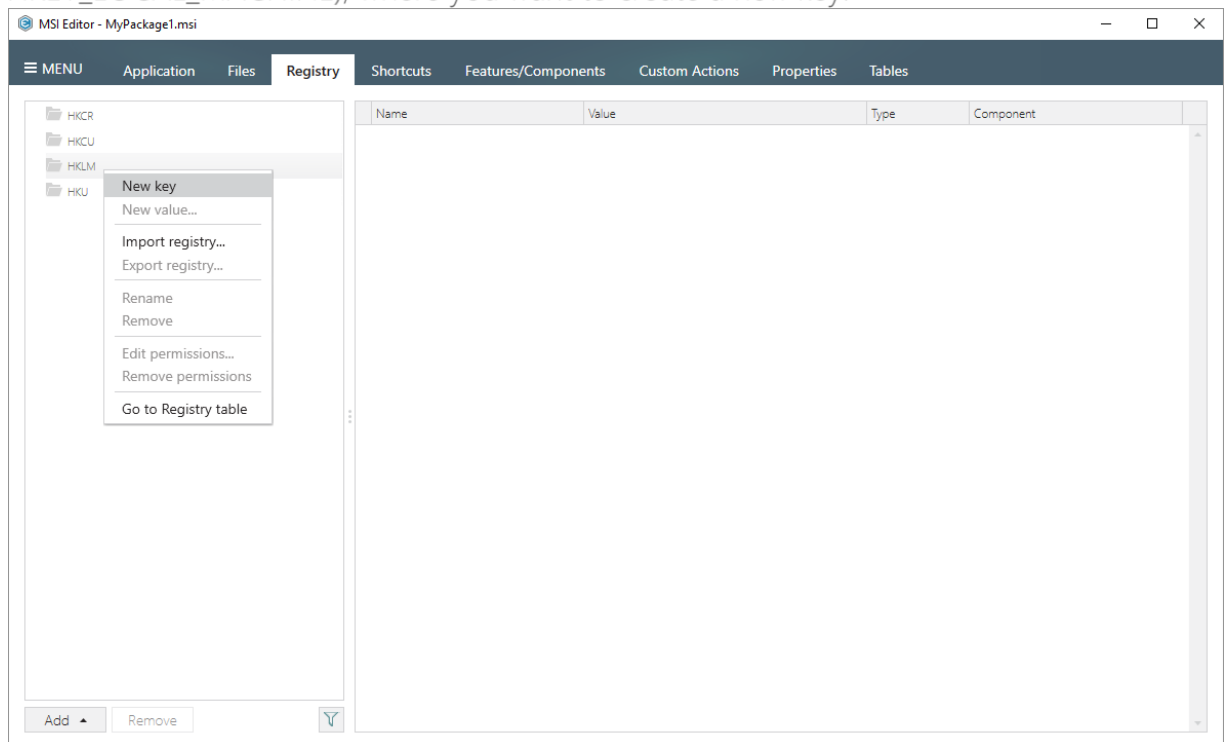 MSI Editor - MyPackage1.msi
MENU Application Files Registry Shortcuts Features/Components Custom Actions Properties Tables
Name Value Type Component
HKCR
HKCU
HKLM
HKU
New key
New value...
Import registry...
Export registry...
Rename
Remove
Edit permissions...
Remove permissions
Go to Registry table
Add Remove